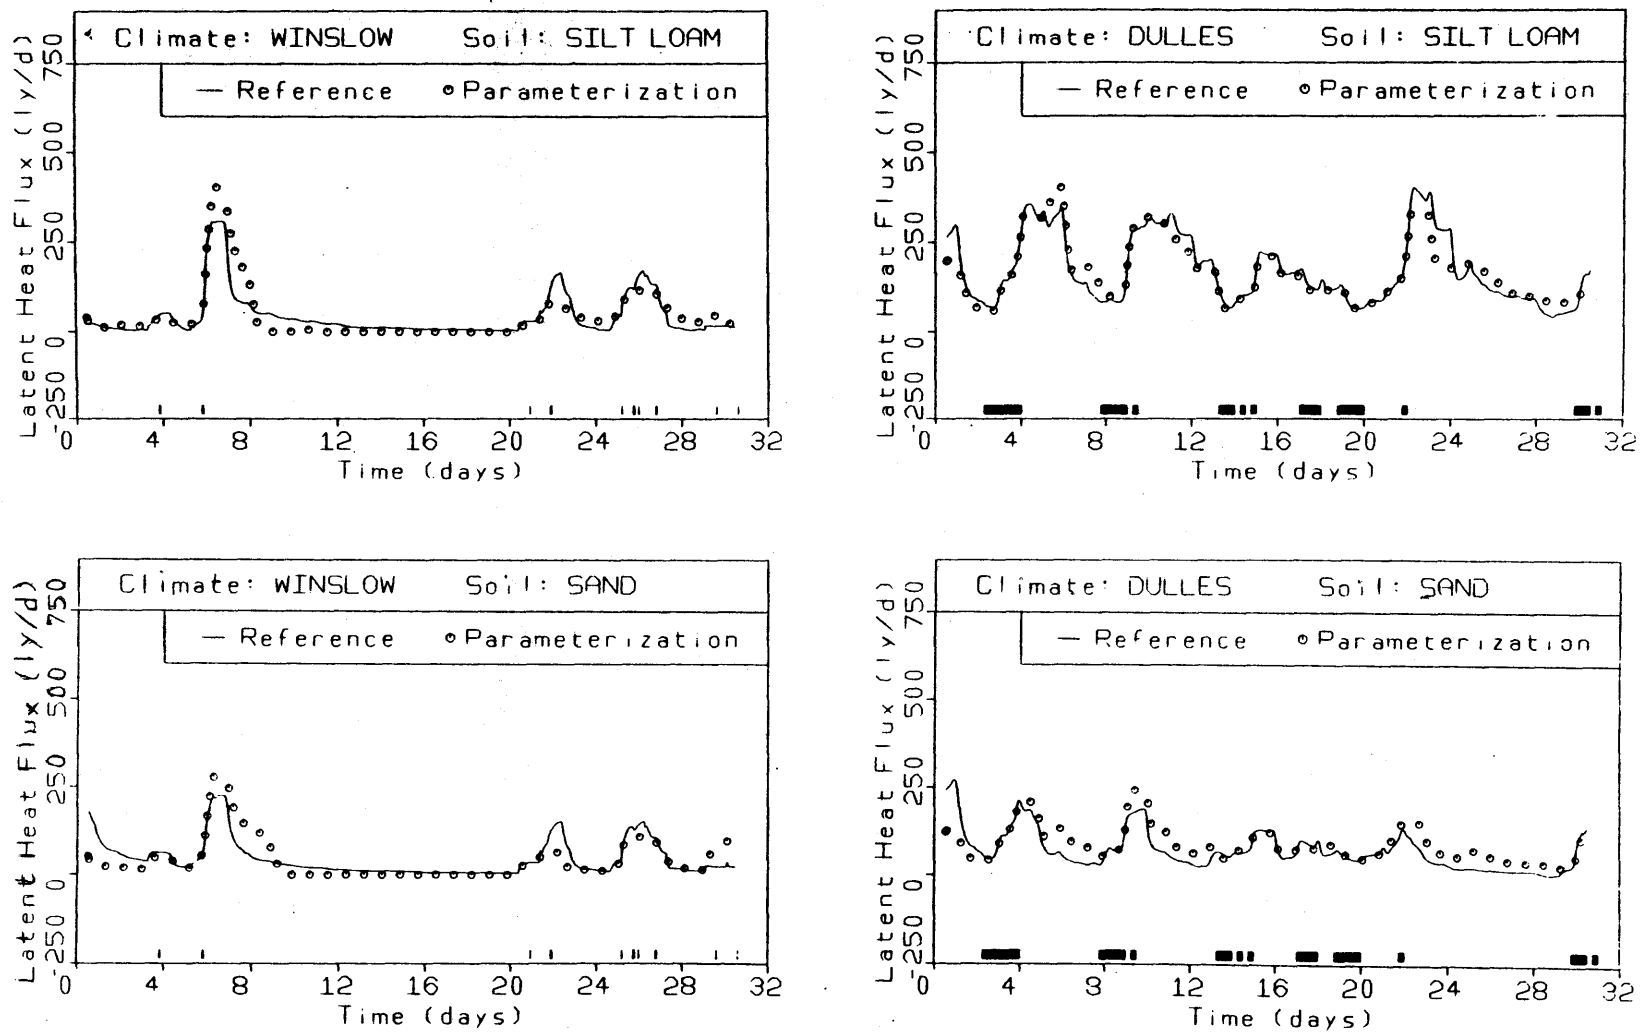 Climate: WINSLOW Soil: SILT LOAM
— Reference o Parameterization
Latent Heat Flux (ly/d)
750
500
250
0
-250
0 4 8 12 16 20 24 28 32
Time (days)
Climate: DULLES Soil: SILT LOAM
— Reference o Parameterization
Latent Heat Flux (ly/d)
750
500
250
0
-250
0 4 8 12 16 20 24 28 32
Time (days)
Climate: WINSLOW Soil: SAND
— Reference o Parameterization
Latent Heat Flux (ly/d)
750
500
250
0
-250
0 4 8 12 16 20 24 28 32
Time (days)
Climate: DULLES Soil: SAND
— Reference o Parameterization
Latent Heat Flux (ly/d)
750
500
250
0
-250
0 4 8 12 16 20 24 28 32
Time (days)